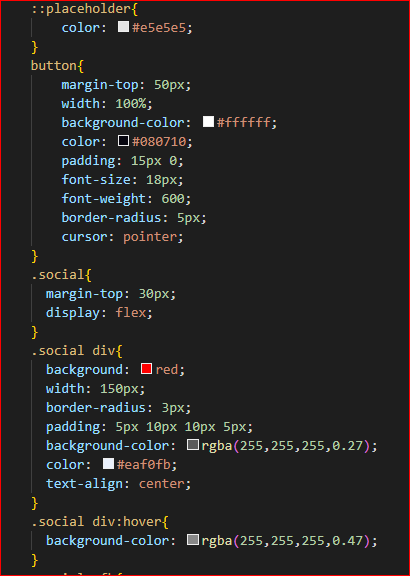 ::placeholder{
color: #e5e5e5;
}
button{
margin-top: 50px;
width: 100%;
background-color: #ffffff;
color: #080710;
padding: 15px 0;
font-size: 18px;
font-weight: 600;
border-radius: 5px;
cursor: pointer;
}
.social{
margin-top: 30px;
display: flex;
}
.social div{
background: red;
width: 150px;
border-radius: 3px;
padding: 5px 10px 10px 5px;
background-color: rgba(255,255,255,0.27);
color: #eaf0fb;
text-align: center;
}
.social div:hover{
background-color: rgba(255,255,255,0.47);
}